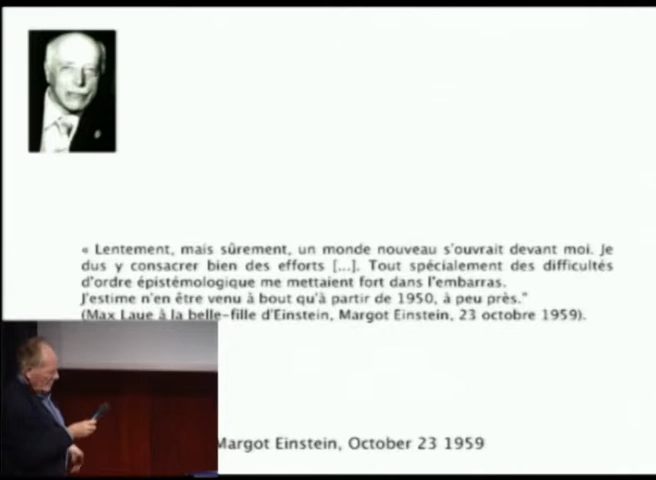 « Lentement, mais sûrement, un monde nouveau s'ouvrait devant moi. Je
dus y consacrer bien des efforts [...]. Tout spécialement des difficultés
d'ordre épistémologique me mettaient fort dans l'embarras.
J'estime n'en être venu à bout qu'à partir de 1950, à peu près."
(Max Laue à la belle-fille d'Einstein, Margot Einstein, 23 octobre 1959).
Margot Einstein, October 23 1959